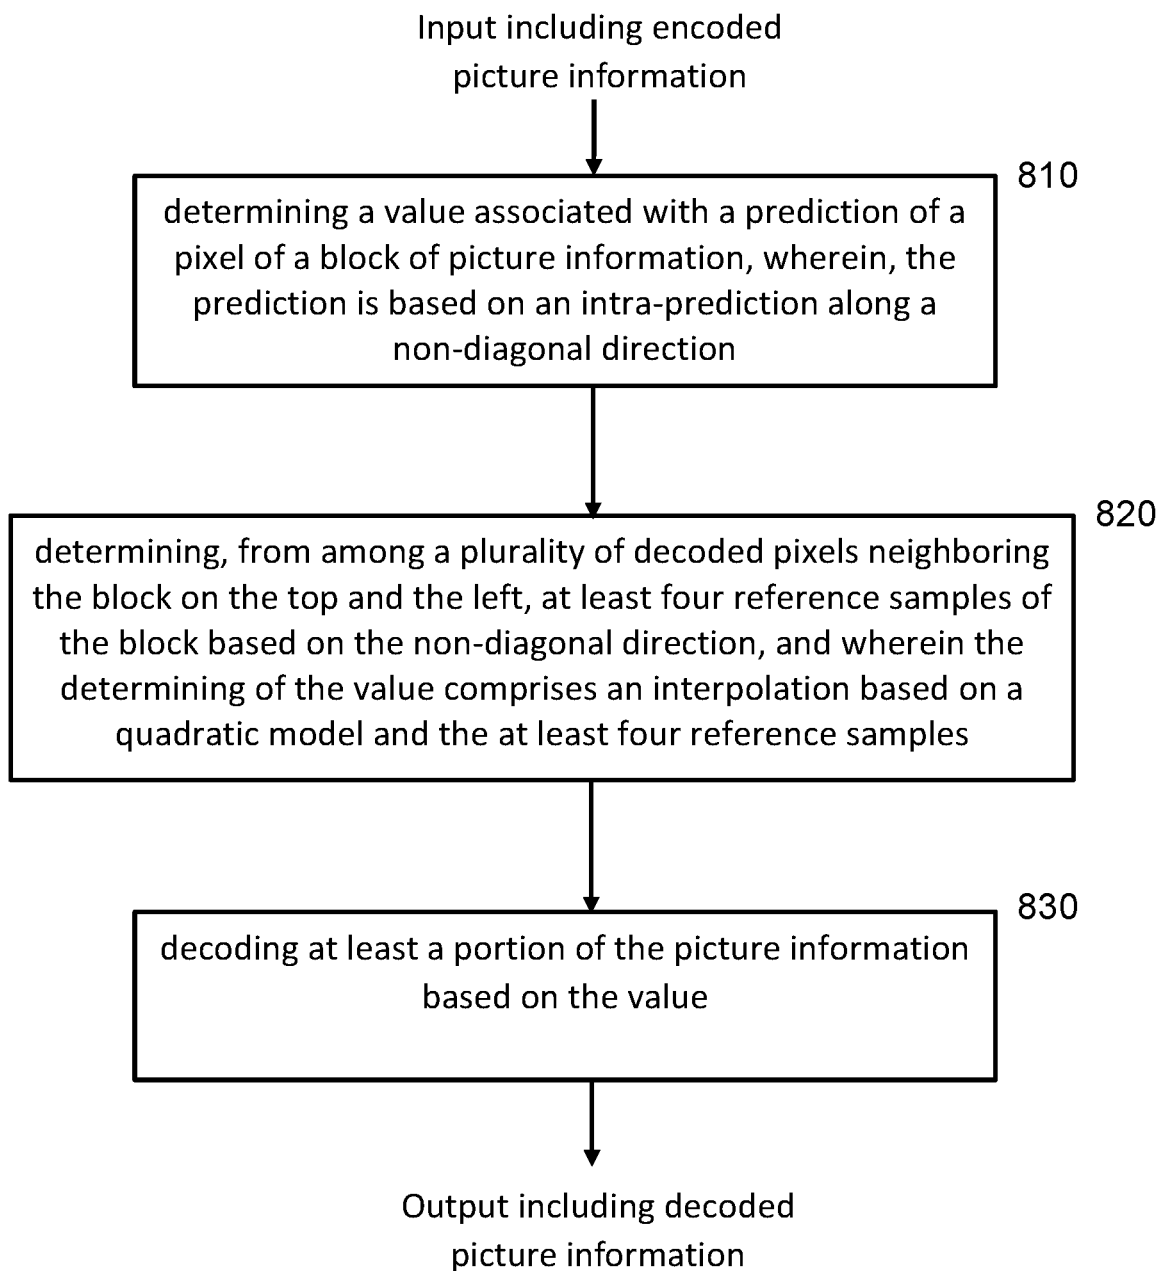 Input including encoded
picture information
810
determining a value associated with a prediction of a
pixel of a block of picture information, wherein, the
prediction is based on an intra-prediction along a
non-diagonal direction
820
determining, from among a plurality of decoded pixels neighboring
the block on the top and the left, at least four reference samples of
the block based on the non-diagonal direction, and wherein the
determining of the value comprises an interpolation based on a
quadratic model and the at least four reference samples
830
decoding at least a portion of the picture information
based on the value
Output including decoded
picture information